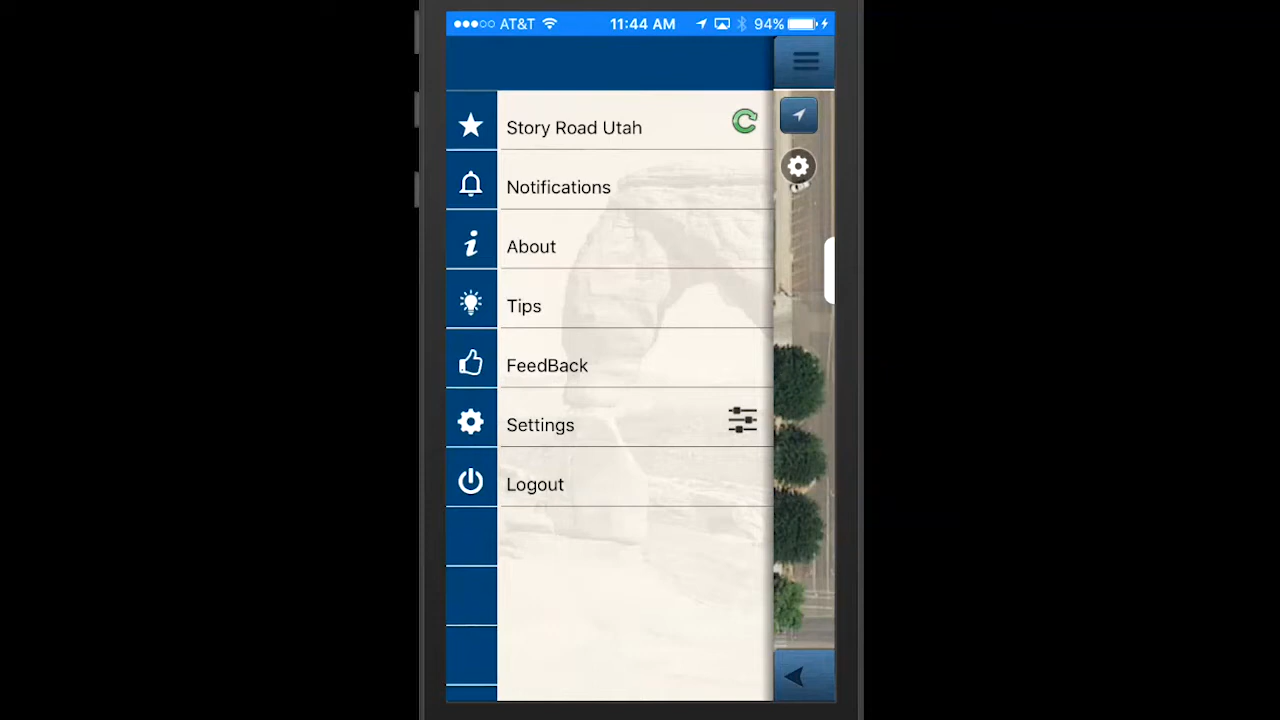 AT&T 11:44 AM 94%
Story Road Utah
Notifications
About
Tips
FeedBack
Settings
Logout